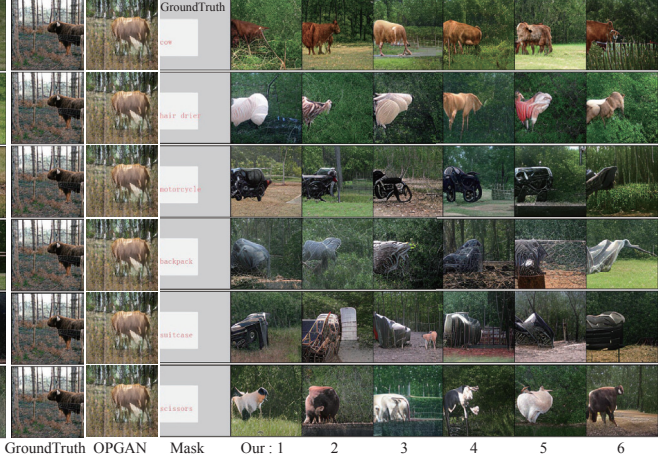 GroundTruth
cow
hair drier
motorcycle
backpack
suitcase
scissors
GroundTruth OPGAN Mask Our : 1 2 3 4 5 6